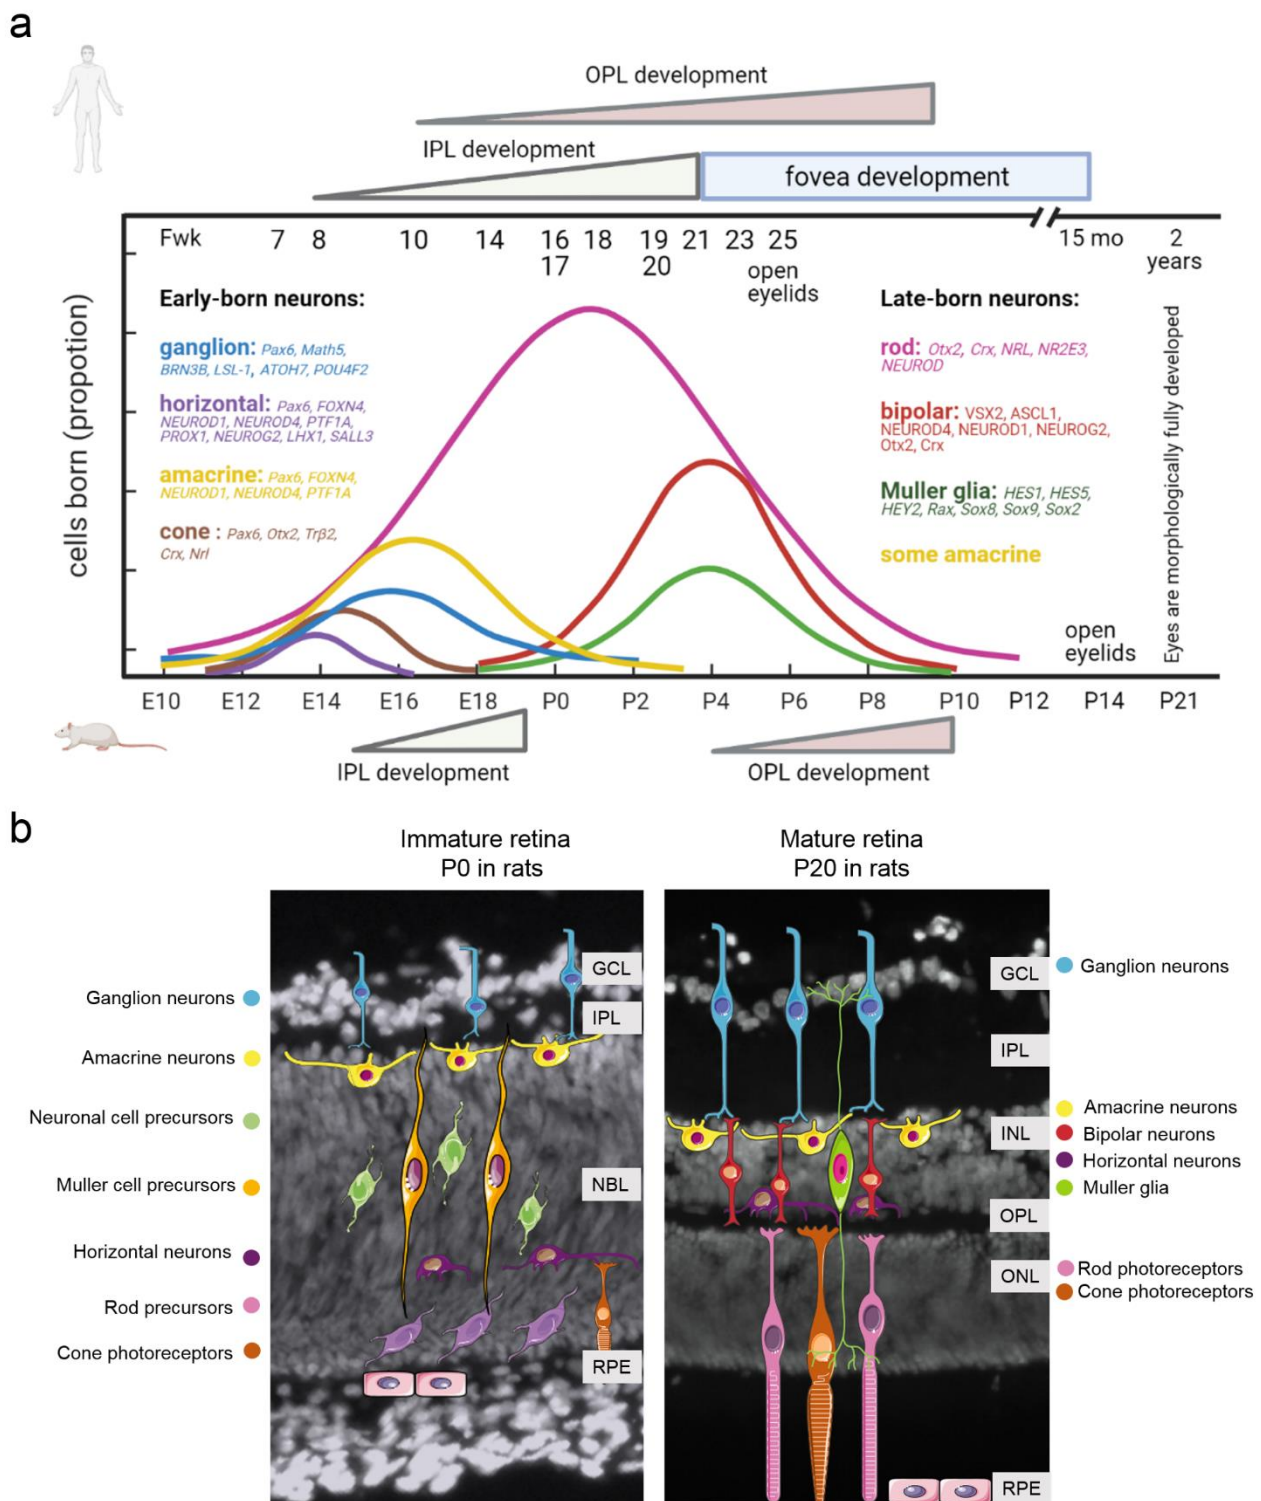 a
OPL development
IPL development
fovea development
Fwk 7 8 10 14 16 18 19 21 23 25 15 mo 2
17 20 open years
eyelids
cells born (propotion)
Early-born neurons:
ganglion: Pax6, Math5,
BRN3B, LSL-1, ATOH7, POU4F2
horizontal: Pax6, FOXN4,
NEUROD1, NEUROD4, PTF1A,
PROX1, NEUROG2, LHX1, SALL3
amacrine: Pax6, FOXN4,
NEUROD1, NEUROD4, PTF1A
cone : Pax6, Otx2, Trβ2,
Crx, Nrl
Late-born neurons:
rod: Otx2, Crx, NRL, NR2E3,
NEUROD
bipolar: VSX2, ASCL1,
NEUROD4, NEUROD1, NEUROG2,
Otx2, Crx
Muller glia: HES1, HES5,
HEY2, Rax, Sox8, Sox9, Sox2
some amacrine
Eyes are morphologically fully developed
open
eyelids
E10 E12 E14 E16 E18 P0 P2 P4 P6 P8 P10 P12 P14 P21
IPL development
OPL development
b
Immature retina
P0 in rats
Ganglion neurons
Amacrine neurons
Neuronal cell precursors
Muller cell precursors
Horizontal neurons
Rod precursors
Cone photoreceptors
GCL
IPL
NBL
RPE
Mature retina
P20 in rats
GCL
IPL
INL
OPL
ONL
RPE
Ganglion neurons
Amacrine neurons
Bipolar neurons
Horizontal neurons
Muller glia
Rod photoreceptors
Cone photoreceptors